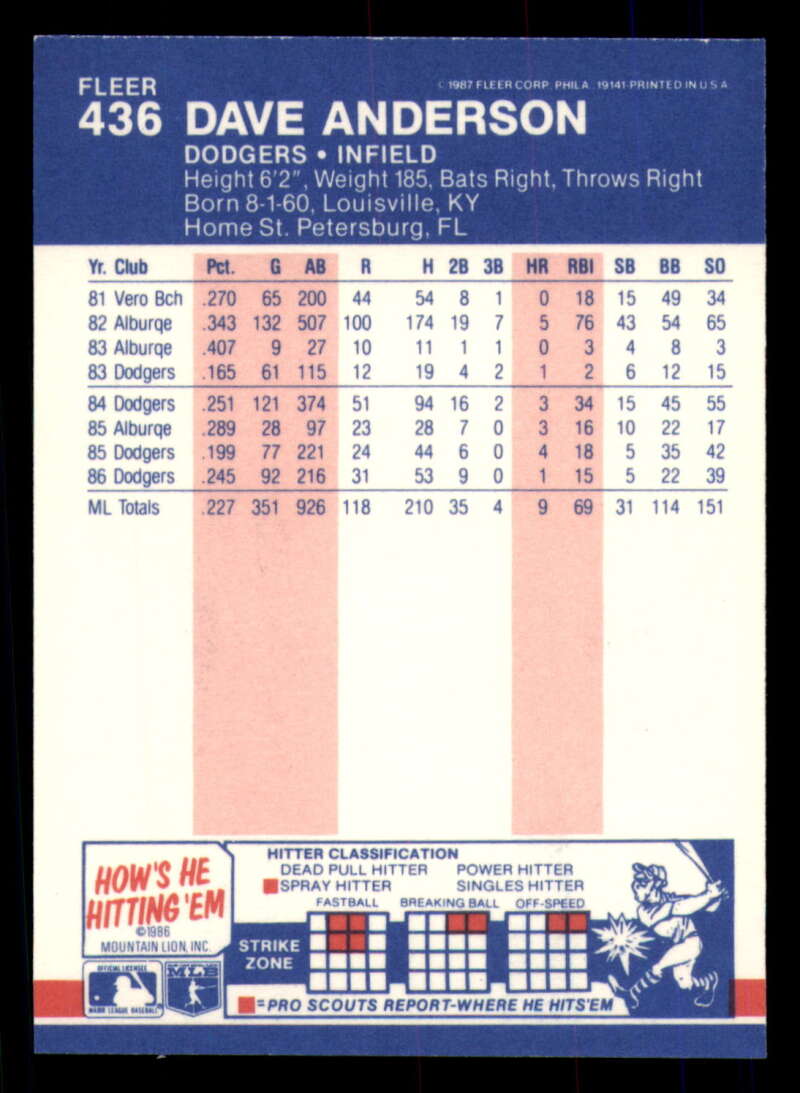 FLEER
© 1987 FLEER CORP. PHILA. 19141-PRINTED IN U S A
436 DAVE ANDERSON
DODGERS • INFIELD
Height 6'2", Weight 185, Bats Right, Throws Right
Born 8-1-60, Louisville, KY
Home St. Petersburg, FL
Yr. Club Pct. G AB R H 2B 3B HR RBI SB BB SO
81 Vero Bch .270 65 200 44 54 8 1 0 18 15 49 34
82 Alburqe .343 132 507 100 174 19 7 5 76 43 54 65
83 Alburqe .407 9 27 10 11 1 1 0 3 4 8 3
83 Dodgers .165 61 115 12 19 4 2 1 2 6 12 15
84 Dodgers .251 121 374 51 94 16 2 3 34 15 45 55
85 Alburqe .289 28 97 23 28 7 0 3 16 10 22 17
85 Dodgers .199 77 221 24 44 6 0 4 18 5 35 42
86 Dodgers .245 92 216 31 53 9 0 1 15 5 22 39
ML Totals .227 351 926 118 210 35 4 9 69 31 114 151
HOW'S HE
HITTING 'EM
©1986
MOUNTAIN LION, INC.
OFFICIAL LICENSEE
MAJOR LEAGUE BASEBALL
MLB
HITTER CLASSIFICATION
DEAD PULL HITTER POWER HITTER
SPRAY HITTER SINGLES HITTER
FASTBALL BREAKING BALL OFF-SPEED
STRIKE
ZONE
=PRO SCOUTS REPORT-WHERE HE HITS'EM